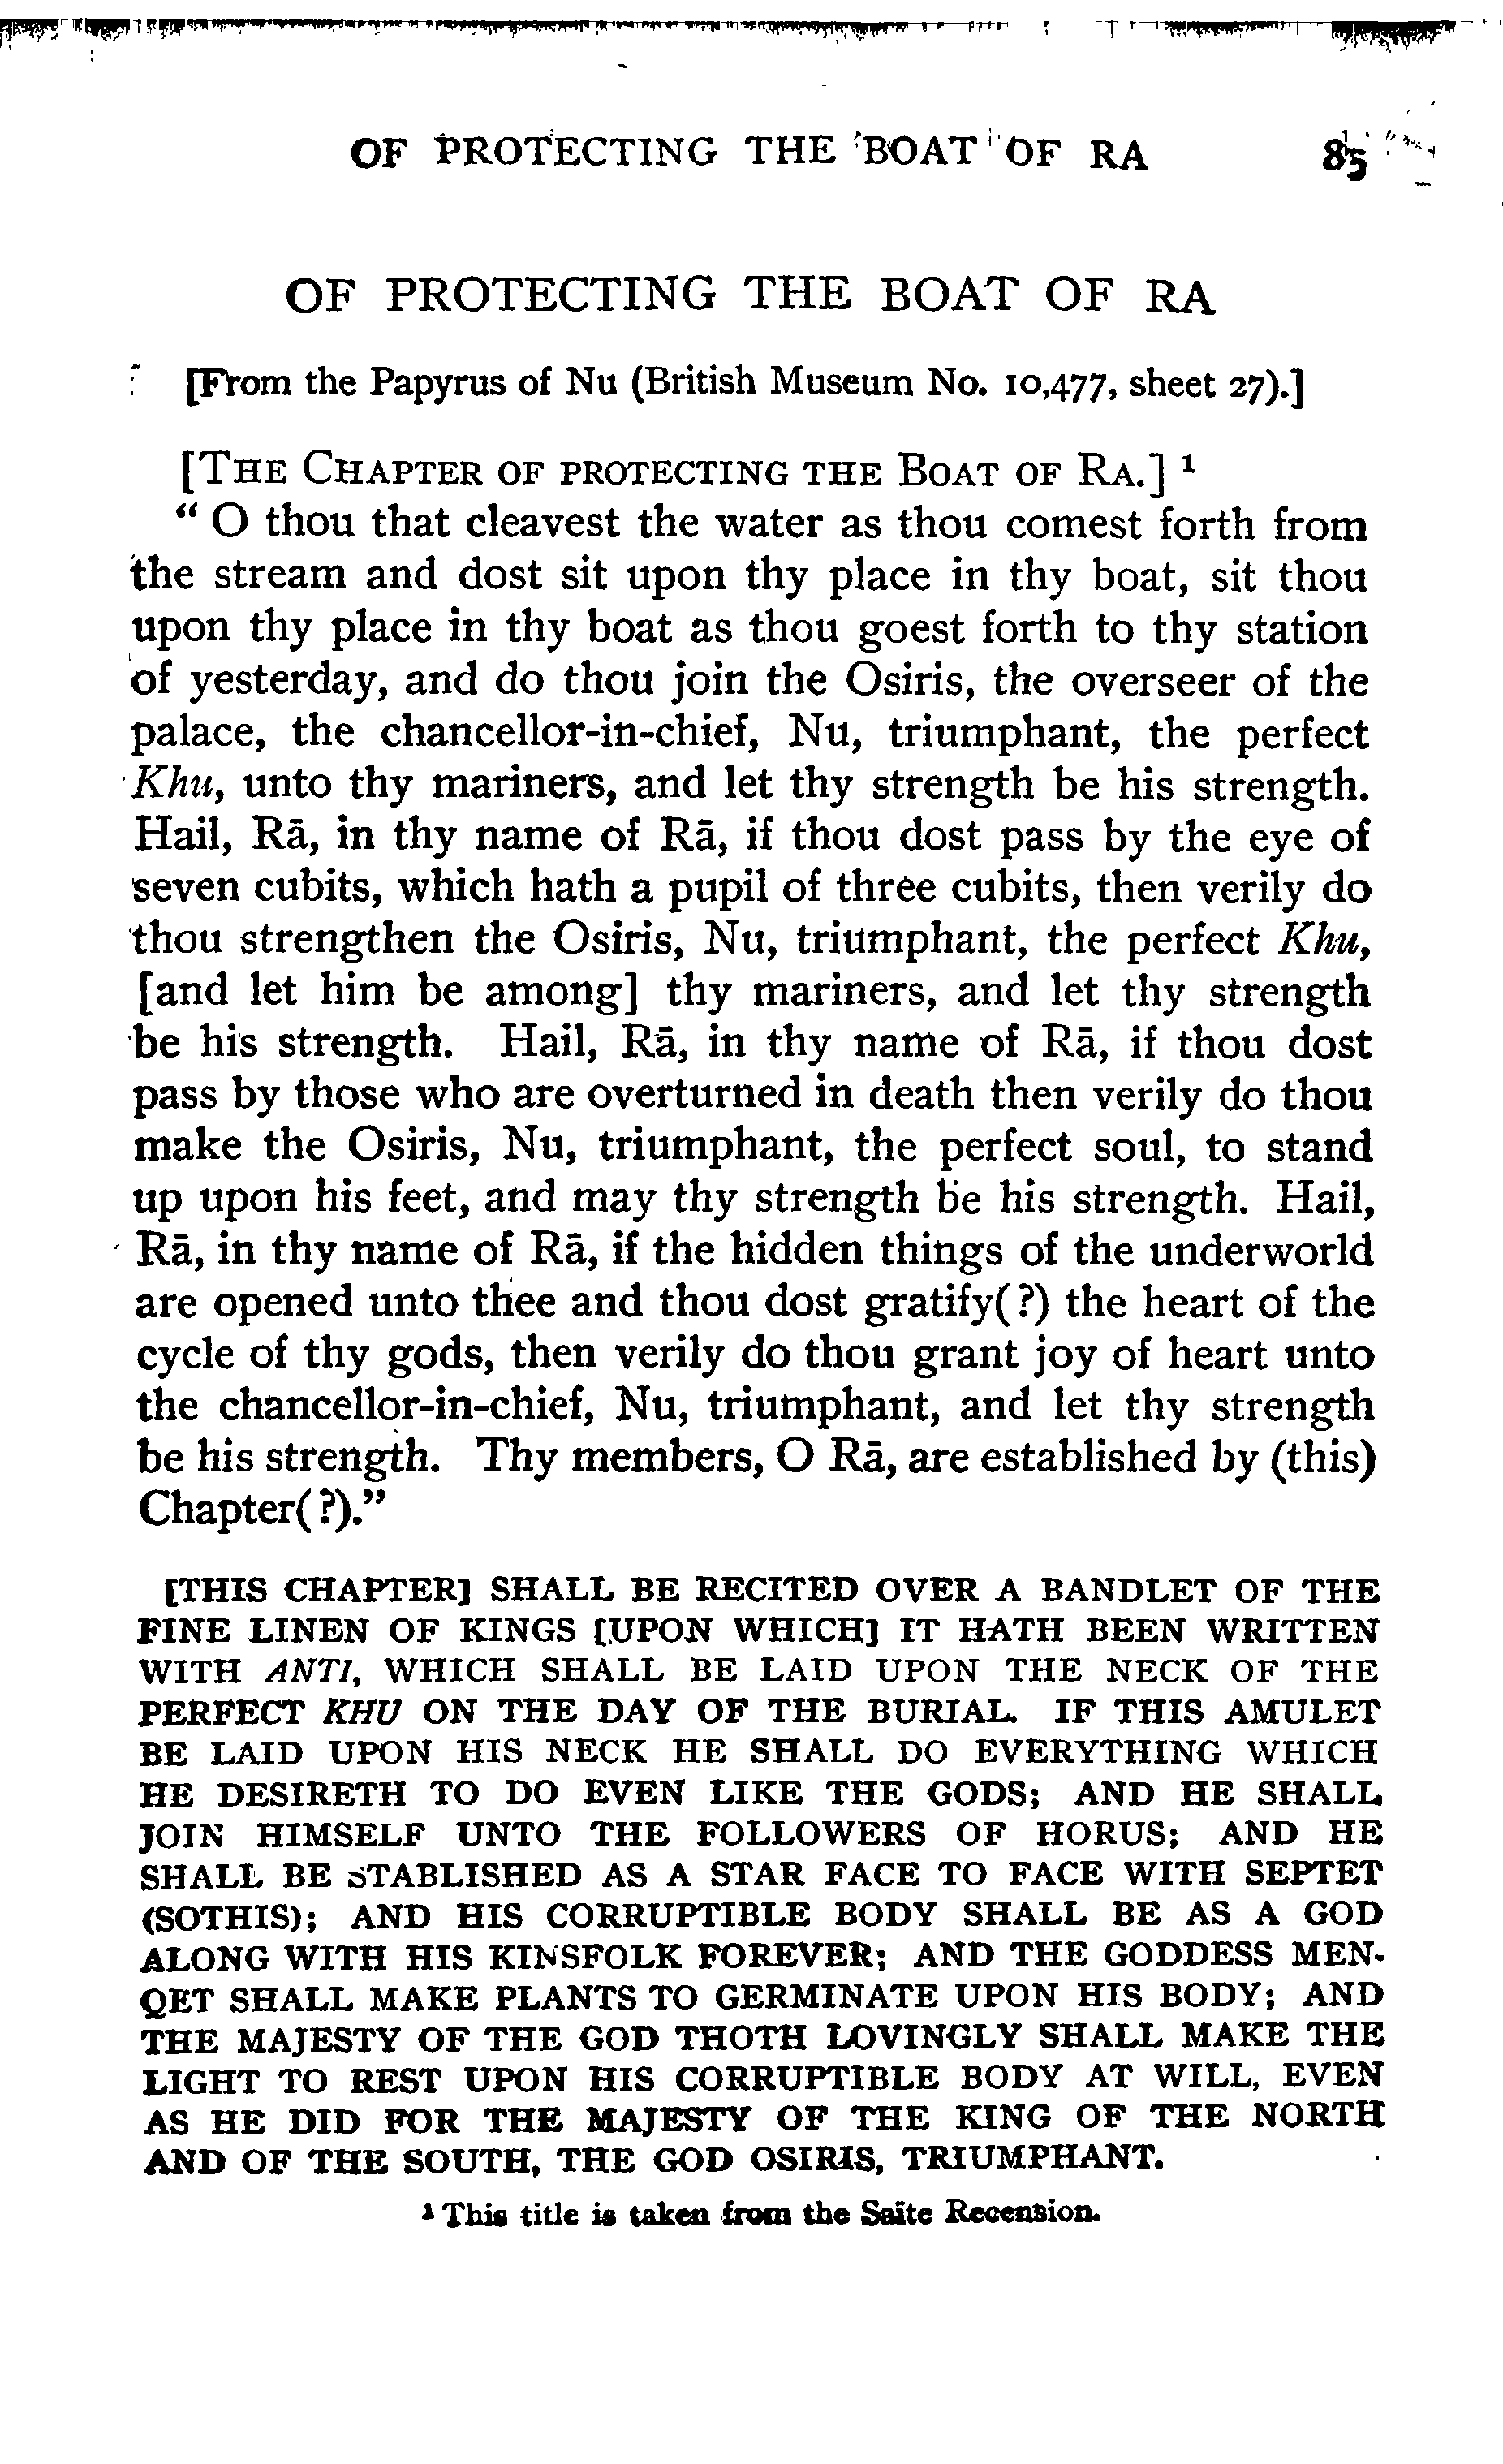 OF PROTECTING THE BOAT OF RA 85
OF PROTECTING THE BOAT OF RA
[From the Papyrus of Nu (British Museum No. 10,477, sheet 27).]
[THE CHAPTER OF PROTECTING THE BOAT OF RA.] ¹
“ O thou that cleavest the water as thou comest forth from
the stream and dost sit upon thy place in thy boat, sit thou
upon thy place in thy boat as thou goest forth to thy station
of yesterday, and do thou join the Osiris, the overseer of the
palace, the chancellor-in-chief, Nu, triumphant, the perfect
Khu, unto thy mariners, and let thy strength be his strength.
Hail, Rā, in thy name of Rā, if thou dost pass by the eye of
seven cubits, which hath a pupil of three cubits, then verily do
thou strengthen the Osiris, Nu, triumphant, the perfect Khu,
[and let him be among] thy mariners, and let thy strength
be his strength. Hail, Rā, in thy name of Rā, if thou dost
pass by those who are overturned in death then verily do thou
make the Osiris, Nu, triumphant, the perfect soul, to stand
up upon his feet, and may thy strength be his strength. Hail,
Rā, in thy name of Rā, if the hidden things of the underworld
are opened unto thee and thou dost gratify(?) the heart of the
cycle of thy gods, then verily do thou grant joy of heart unto
the chancellor-in-chief, Nu, triumphant, and let thy strength
be his strength. Thy members, O Rā, are established by (this)
Chapter(?).”
[THIS CHAPTER] SHALL BE RECITED OVER A BANDLET OF THE
FINE LINEN OF KINGS [UPON WHICH] IT HATH BEEN WRITTEN
WITH ANTI, WHICH SHALL BE LAID UPON THE NECK OF THE
PERFECT KHU ON THE DAY OF THE BURIAL. IF THIS AMULET
BE LAID UPON HIS NECK HE SHALL DO EVERYTHING WHICH
HE DESIRETH TO DO EVEN LIKE THE GODS; AND HE SHALL
JOIN HIMSELF UNTO THE FOLLOWERS OF HORUS; AND HE
SHALL BE STABLISHED AS A STAR FACE TO FACE WITH SEPTET
(SOTHIS); AND HIS CORRUPTIBLE BODY SHALL BE AS A GOD
ALONG WITH HIS KINSFOLK FOREVER; AND THE GODDESS MEN-
QET SHALL MAKE PLANTS TO GERMINATE UPON HIS BODY; AND
THE MAJESTY OF THE GOD THOTH LOVINGLY SHALL MAKE THE
LIGHT TO REST UPON HIS CORRUPTIBLE BODY AT WILL, EVEN
AS HE DID FOR THE MAJESTY OF THE KING OF THE NORTH
AND OF THE SOUTH, THE GOD OSIRIS, TRIUMPHANT.
¹ This title is taken from the Saïte Recension.